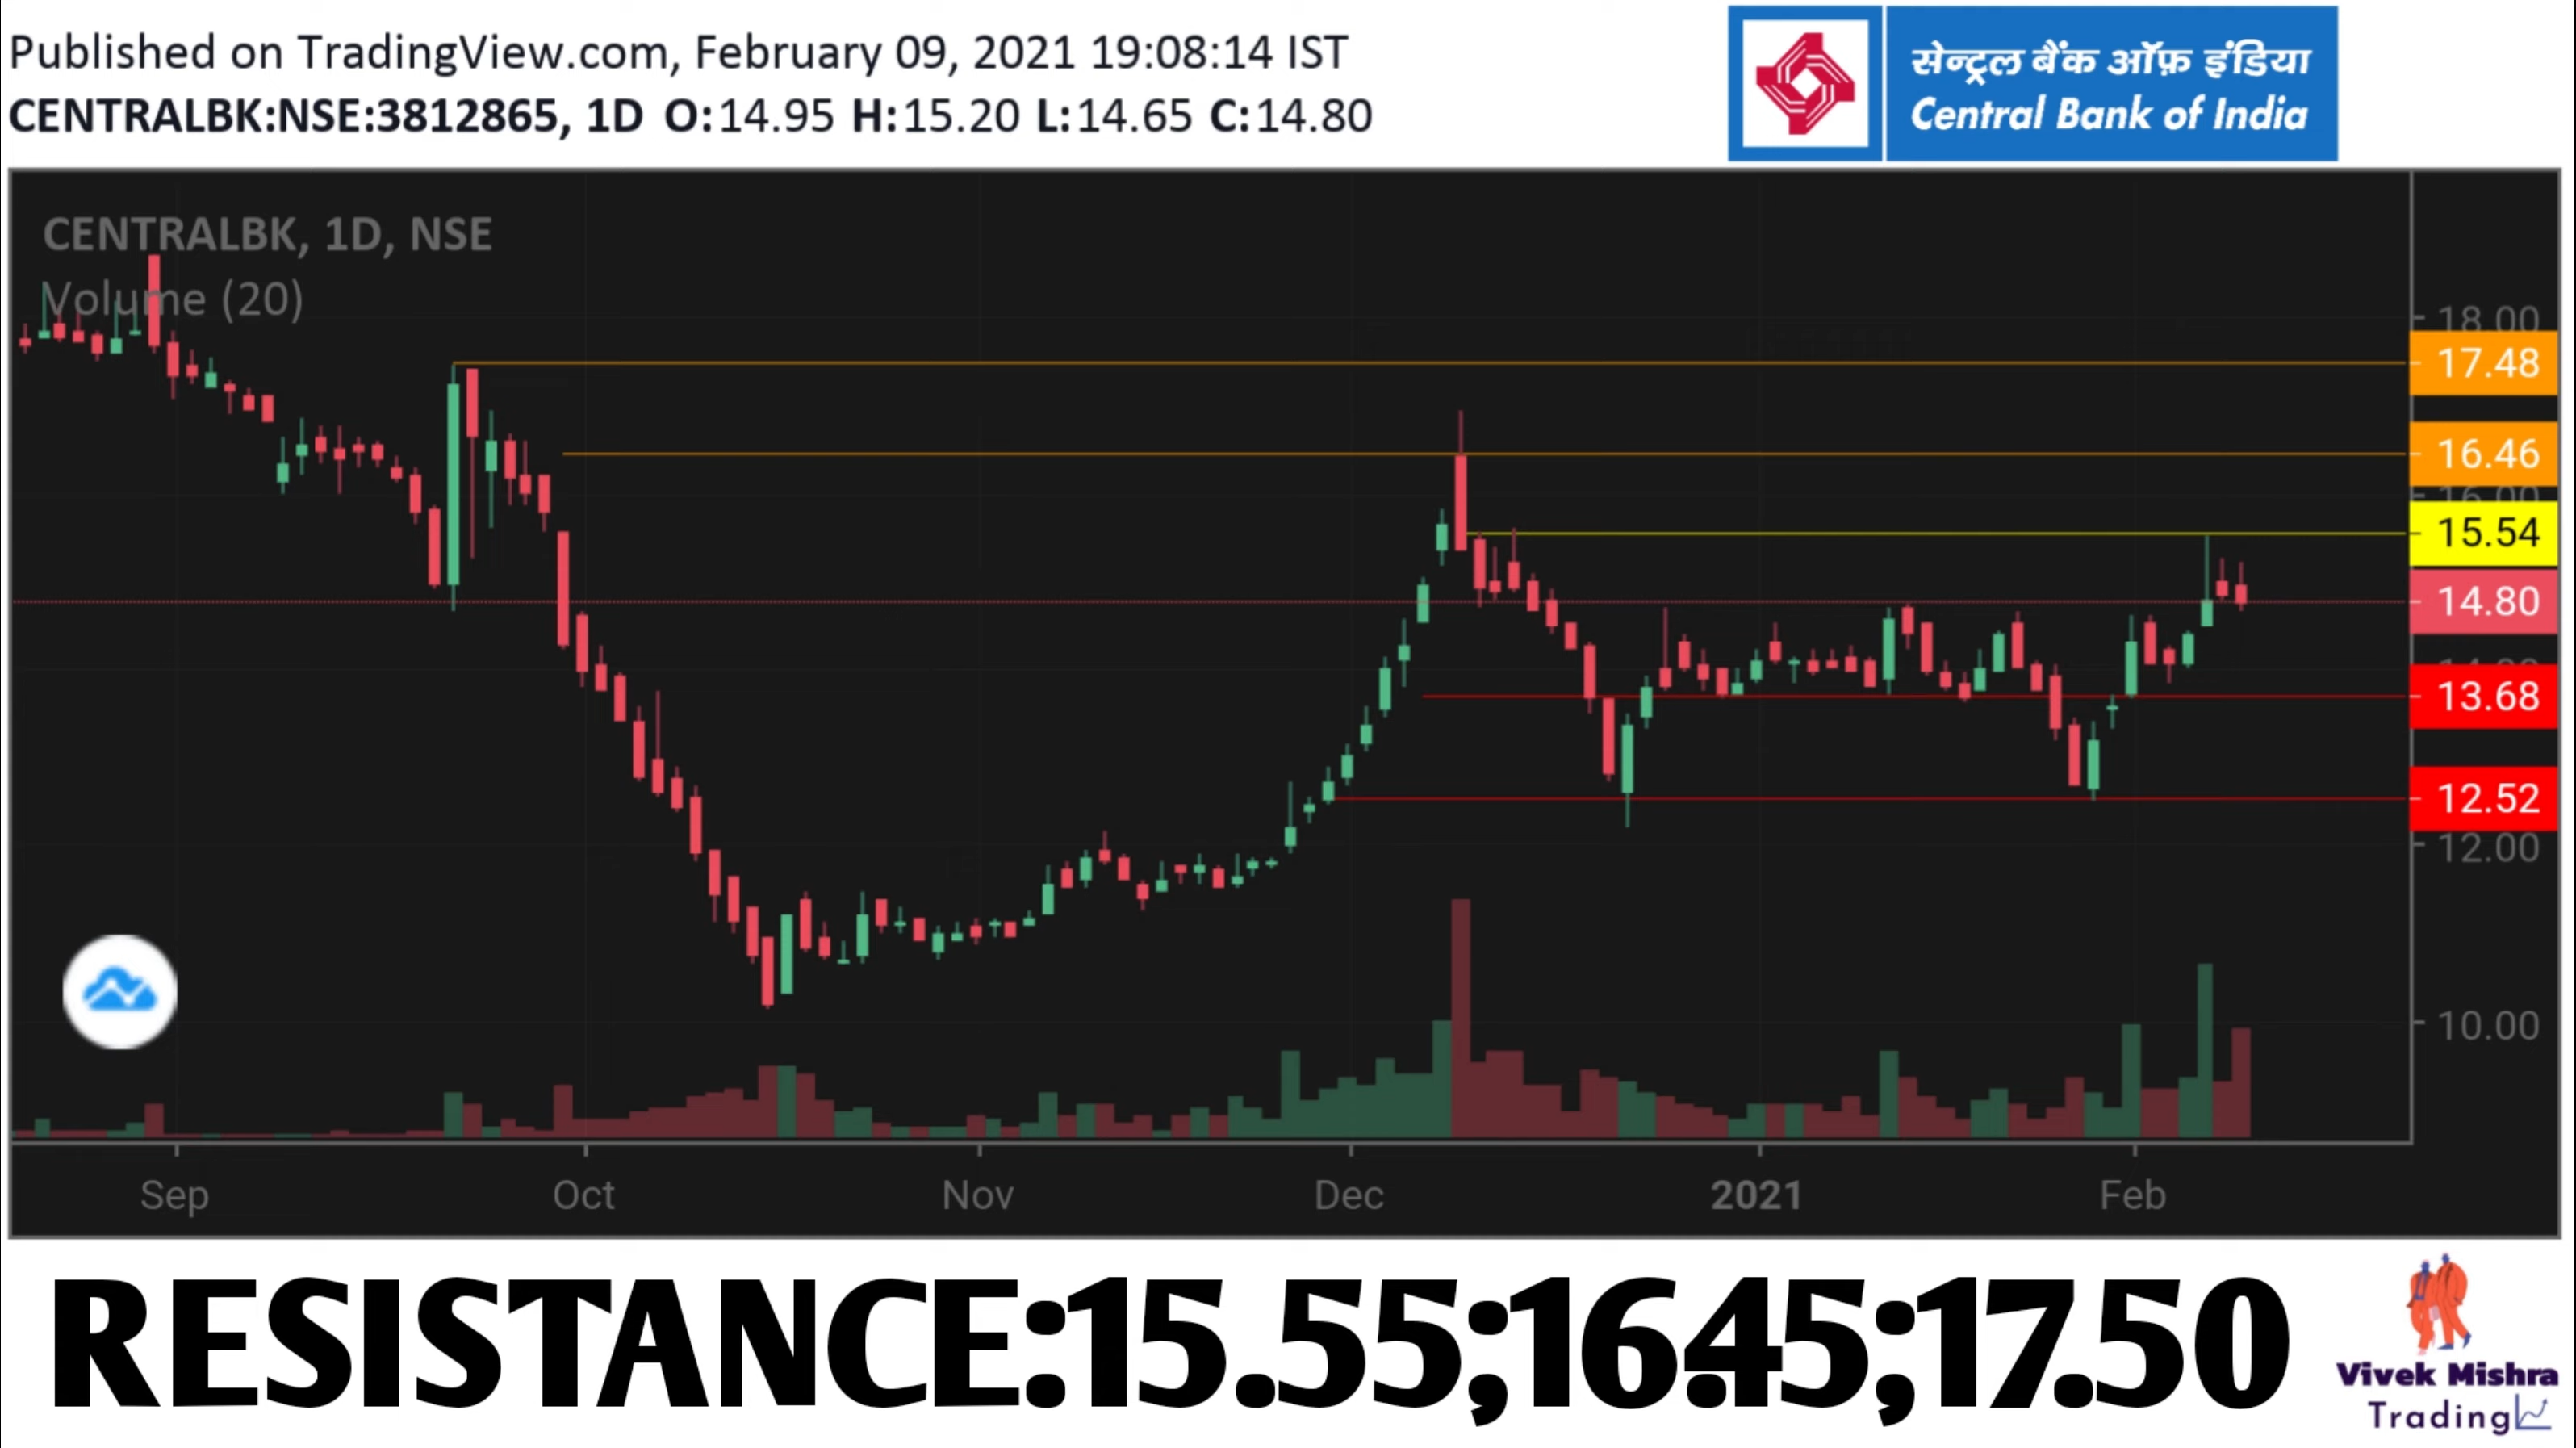 Published on TradingView.com, February 09, 2021 19:08:14 IST
CENTRALBK:NSE:3812865, 1D O:14.95 H:15.20 L:14.65 C:14.80
सेन्ट्रल बैंक ऑफ़ इंडिया
Central Bank of India
CENTRALBK, 1D, NSE
Volume (20)
18.00
17.48
16.46
16.00
15.54
14.80
13.68
12.52
12.00
10.00
Sep Oct Nov Dec 2021 Feb
RESISTANCE:15.55;16.45;17.50
Vivek Mishra
Trading